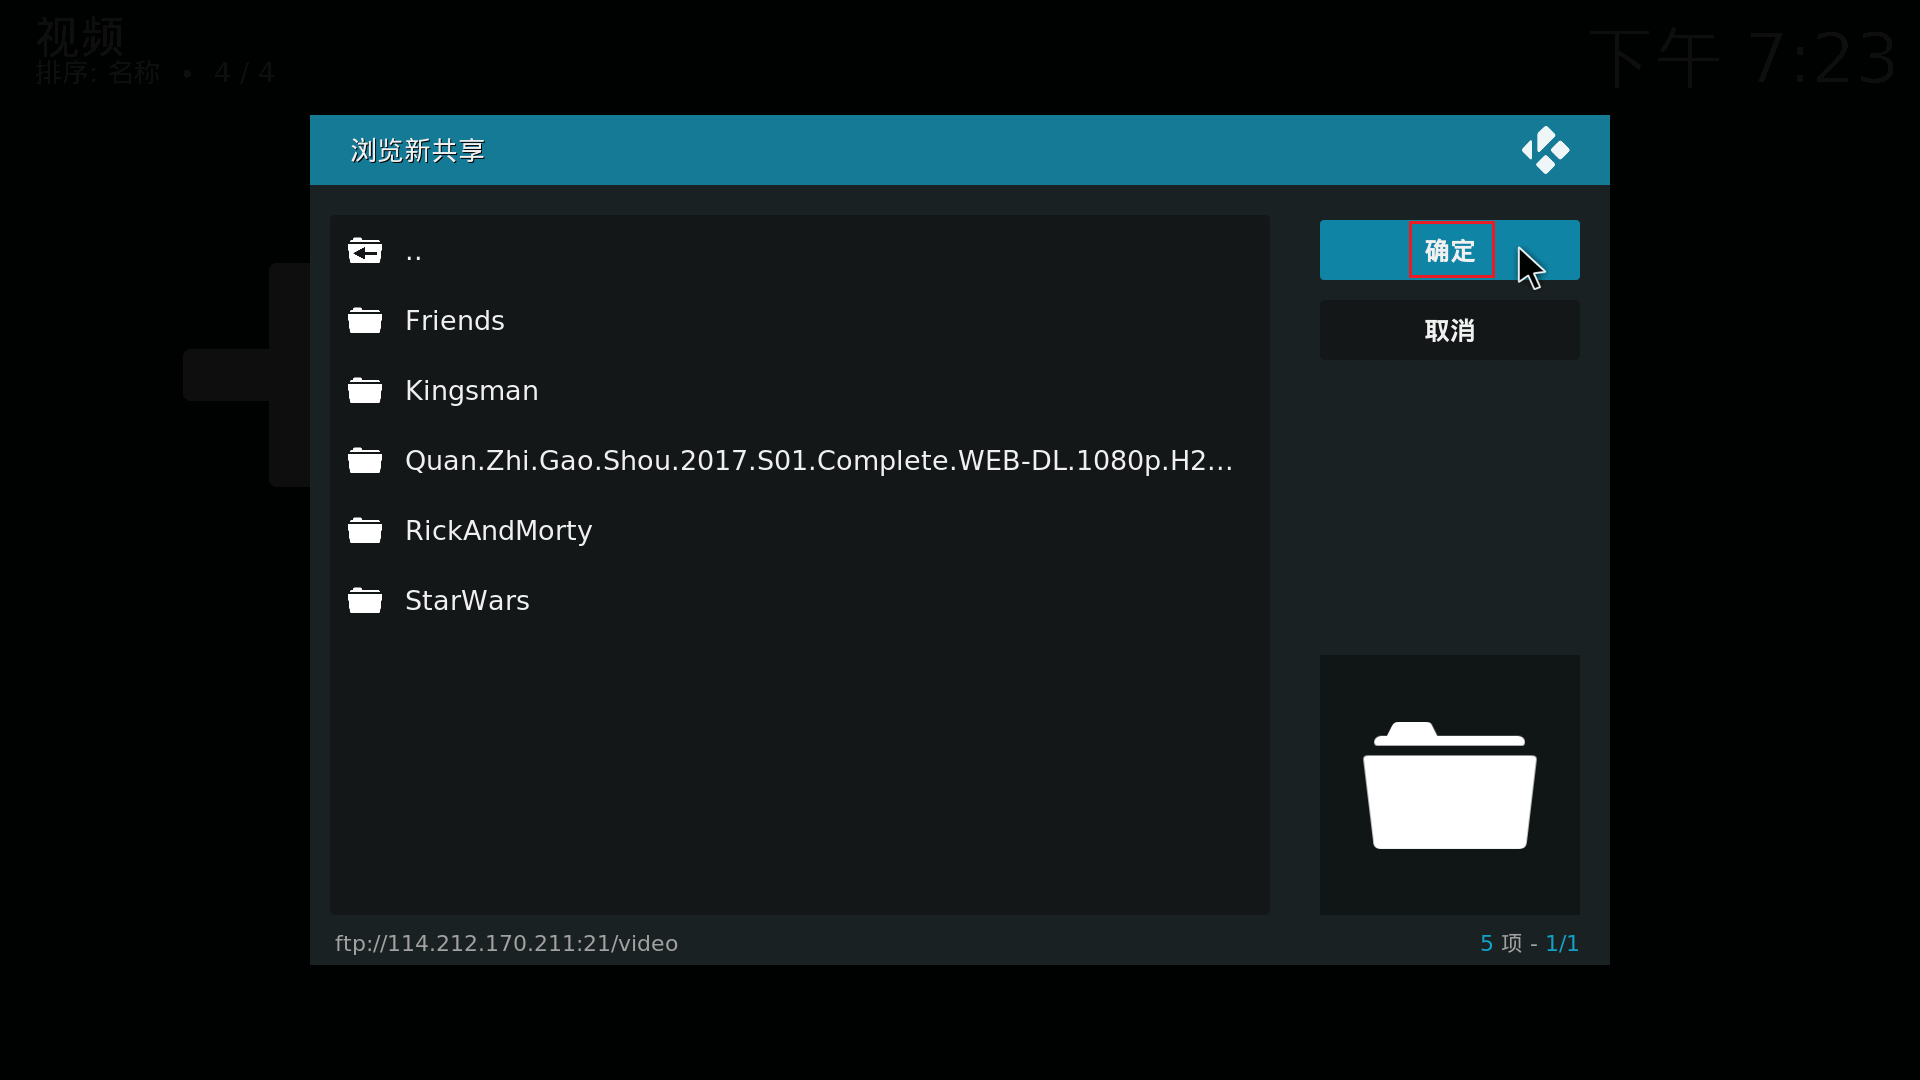 视频
排序: 名称 • 4 / 4
下午 7:23
浏览新共享
..
Friends
Kingsman
Quan.Zhi.Gao.Shou.2017.S01.Complete.WEB-DL.1080p.H2...
RickAndMorty
StarWars
确定
取消
ftp://114.212.170.211:21/video
5 项 - 1/1